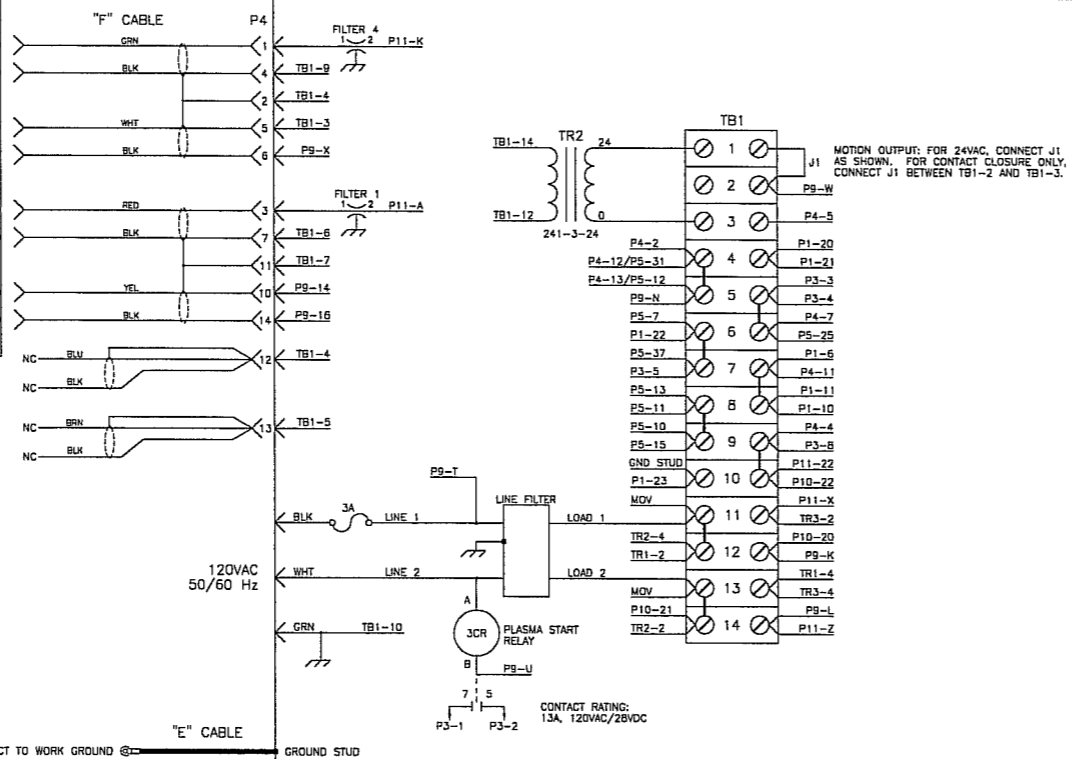 "F" CABLE P4
GRN 1 FILTER 4 1 2 P11-K
BLK 4 TB1-9
2 TB1-4
WHT 5 TB1-3
BLK 6 P9-X
RED 3 FILTER 1 1 2 P11-A
BLK 7 TB1-6
11 TB1-7
YEL 10 P9-14
BLK 14 P9-16
NC BLU 12 TB1-4
NC BLK
NC BRN 13 TB1-5
NC BLK
TB1-14 TR2 24
TB1-12 0
241-3-24
TB1
1 J1
MOTION OUTPUT: FOR 24VAC, CONNECT J1
AS SHOWN. FOR CONTACT CLOSURE ONLY,
CONNECT J1 BETWEEN TB1-2 AND TB1-3.
2 P9-W
3 P4-5
P4-2 4 P1-20
P4-12/P5-31 P1-21
P4-13/P5-12 5 P3-3
P9-N P3-4
P5-7 6 P4-7
P1-22 P5-25
P5-37 7 P1-6
P3-5 P4-11
P5-13 8 P1-11
P5-11 P1-10
P5-10 9 P4-4
P5-15 P3-8
GND STUD 10 P11-22
P1-23 P10-22
MOV 11 P11-X
LOAD 1 TR3-2
TR2-4 12 P10-20
TR1-2 P9-K
LOAD 2 13 TR1-4
MOV TR3-4
P10-21 14 P9-L
TR2-2 P11-Z
P9-T
LINE FILTER
BLK 3A LINE 1
120VAC
50/60 Hz
WHT LINE 2
A
3CR PLASMA START
RELAY
B P9-U
GRN TB1-10
7 5
P3-1 P3-2
CONTACT RATING:
13A, 120VAC/28VDC
"E" CABLE
CT TO WORK GROUND GROUND STUD